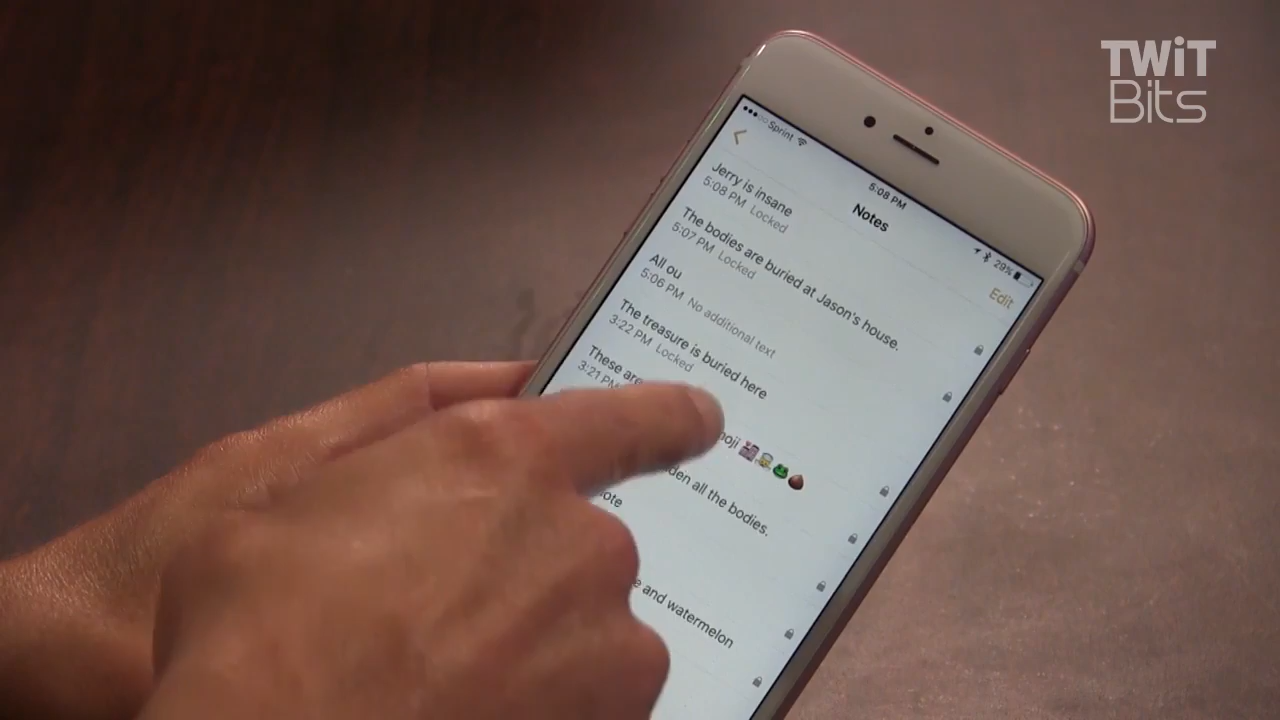 TWiT
Bits
Sprint
5:08 PM
29%
Notes
Edit
Jerry is insane
5:08 PM Locked
The bodies are buried at Jason's house.
5:07 PM Locked
All ou
5:06 PM No additional text
The treasure is buried here
3:22 PM Locked
These are
3:21 PM
all the bodies.
and watermelon